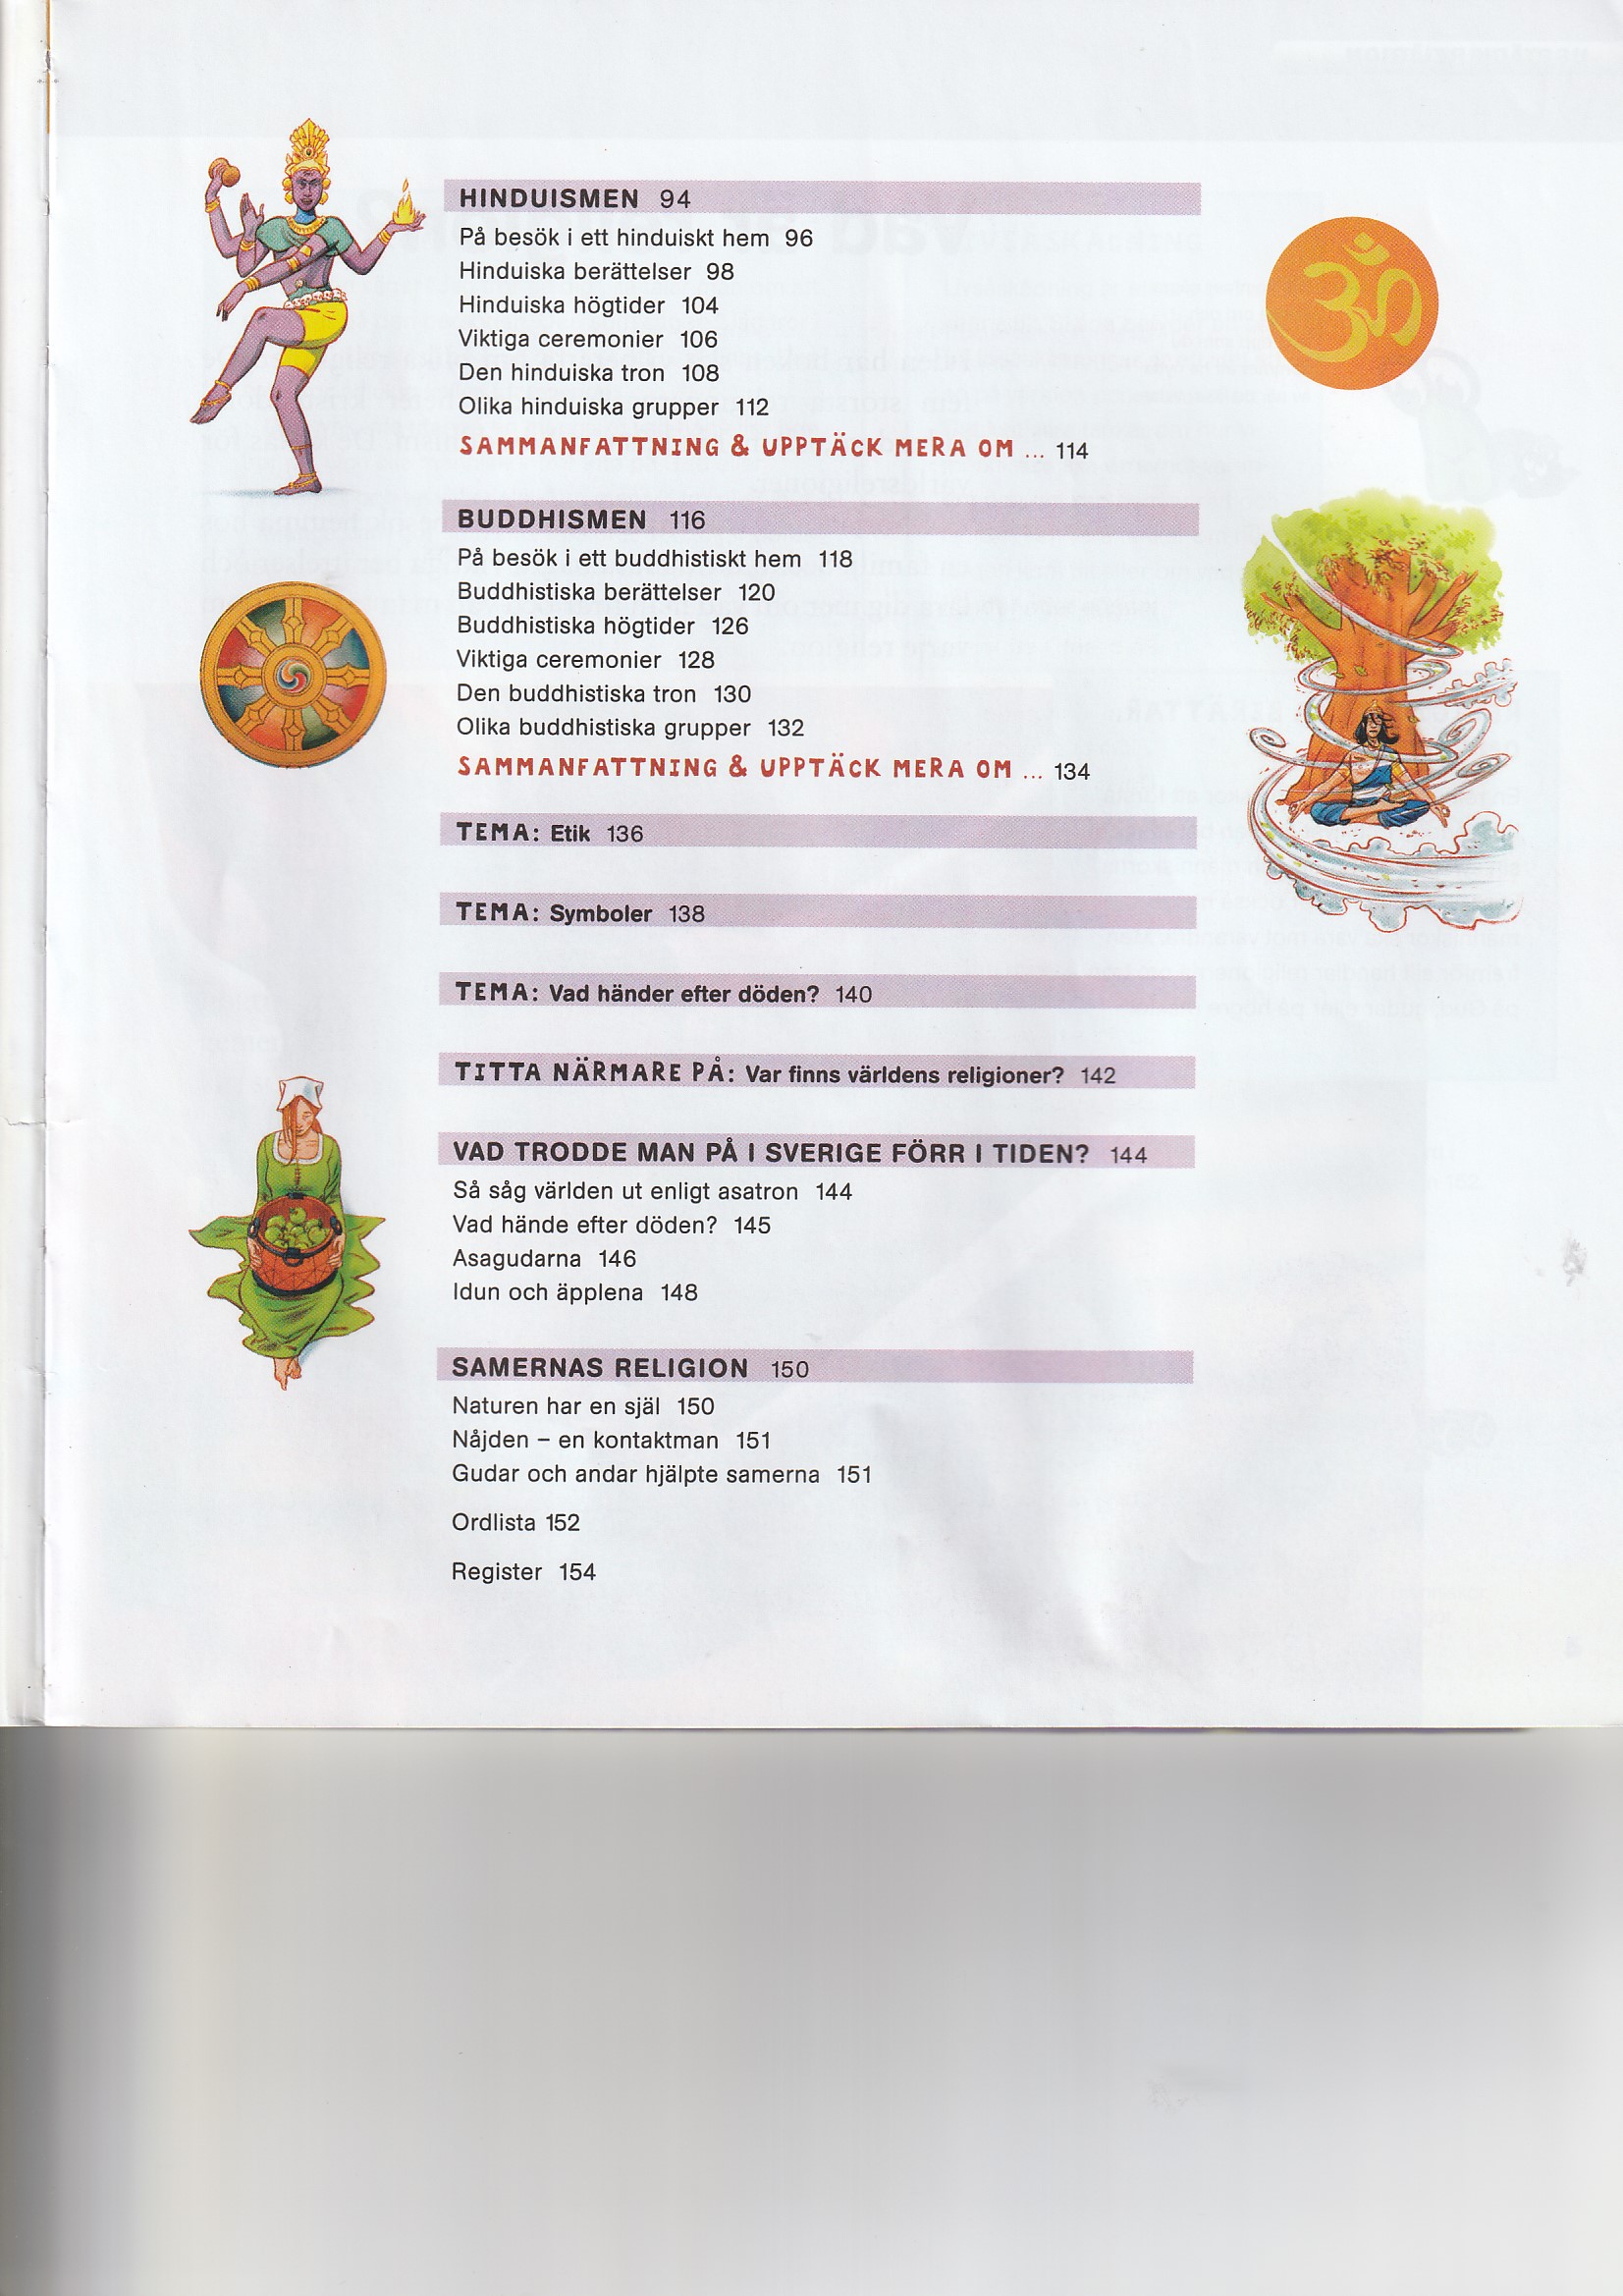 HINDUISMEN 94
På besök i ett hinduiskt hem 96
Hinduiska berättelser 98
Hinduiska högtider 104
Viktiga ceremonier 106
Den hinduiska tron 108
Olika hinduiska grupper 112
SAMMANFATTNING & UPPTÄCK MERA OM ... 114
BUDDHISMEN 116
På besök i ett buddhistiskt hem 118
Buddhistiska berättelser 120
Buddhistiska högtider 126
Viktiga ceremonier 128
Den buddhistiska tron 130
Olika buddhistiska grupper 132
SAMMANFATTNING & UPPTÄCK MERA OM ... 134
TEMA: Etik 136
TEMA: Symboler 138
TEMA: Vad händer efter döden? 140
TITTA NÄRMARE PÅ: Var finns världens religioner? 142
VAD TRODDE MAN PÅ I SVERIGE FÖRR I TIDEN? 144
Så såg världen ut enligt asatron 144
Vad hände efter döden? 145
Asagudarna 146
Idun och äpplena 148
SAMERNAS RELIGION 150
Naturen har en själ 150
Nåjden – en kontaktman 151
Gudar och andar hjälpte samerna 151
Ordlista 152
Register 154
ॐ